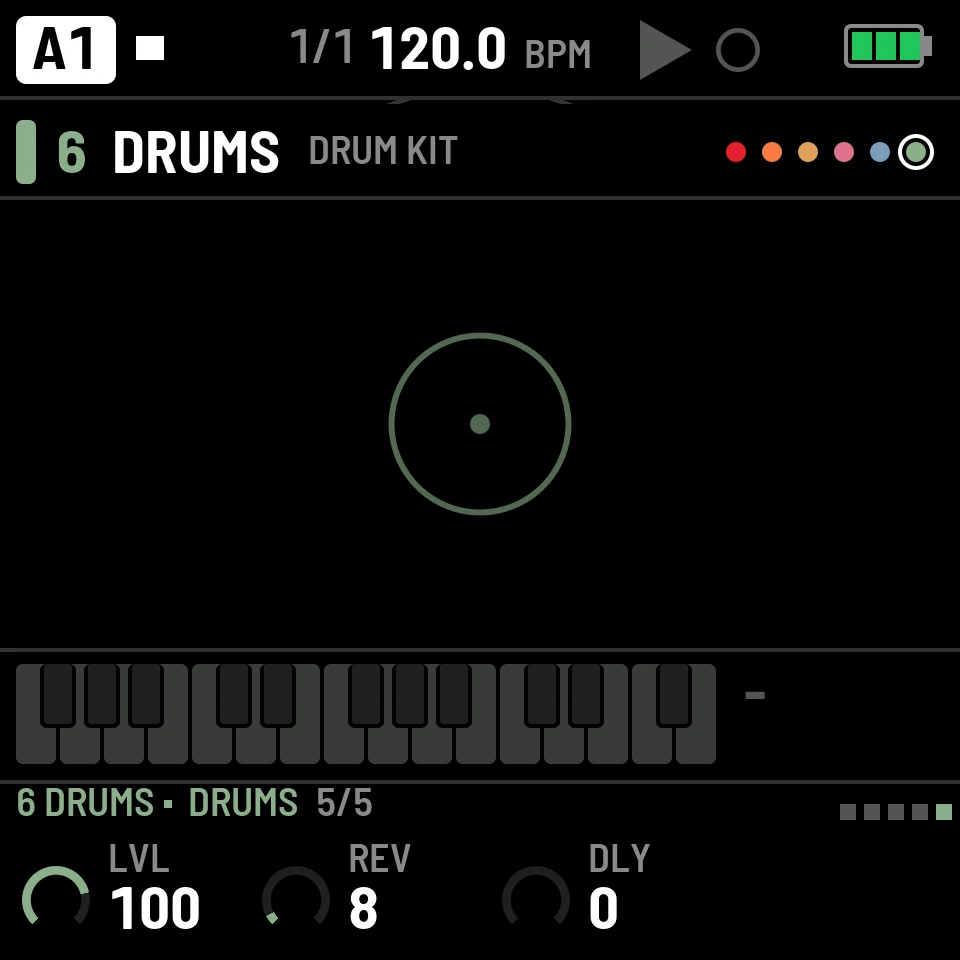 A1 1/1 120.0 BPM
6 DRUMS DRUM KIT
-
6 DRUMS · DRUMS 5/5
LVL REV DLY
100 8 0